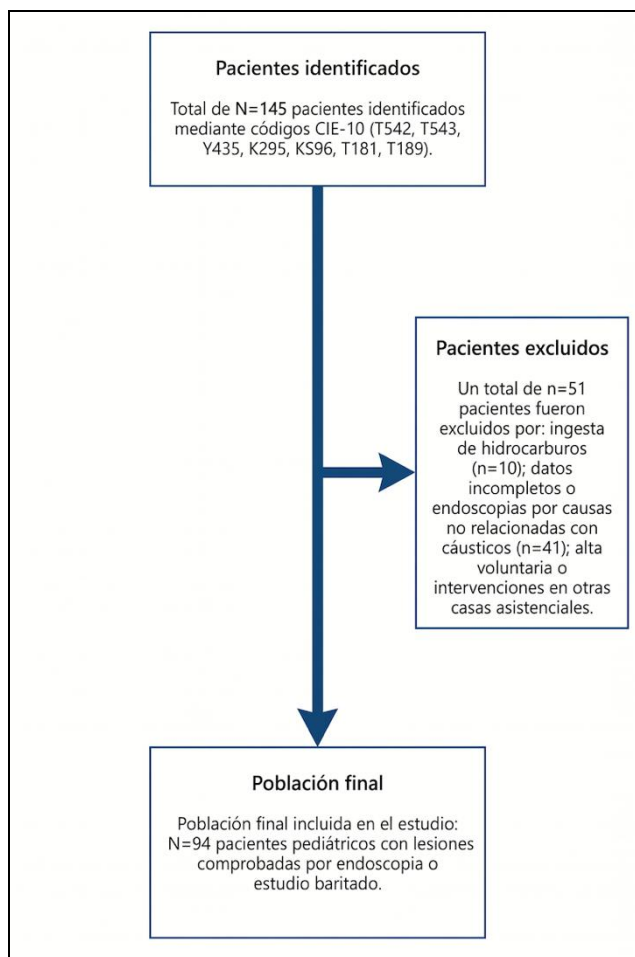 Pacientes identificados
Total de N=145 pacientes identificados
mediante códigos CIE-10 (T542, T543,
Y435, K295, KS96, T181, T189).
Pacientes excluidos
Un total de n=51
pacientes fueron
excluidos por: ingesta
de hidrocarburos
(n=10); datos
incompletos o
endoscopias por causas
no relacionadas con
cáusticos (n=41); alta
voluntaria o
intervenciones en otras
casas asistenciales.
Población final
Población final incluida en el estudio:
N=94 pacientes pediátricos con lesiones
comprobadas por endoscopia o
estudio baritado.